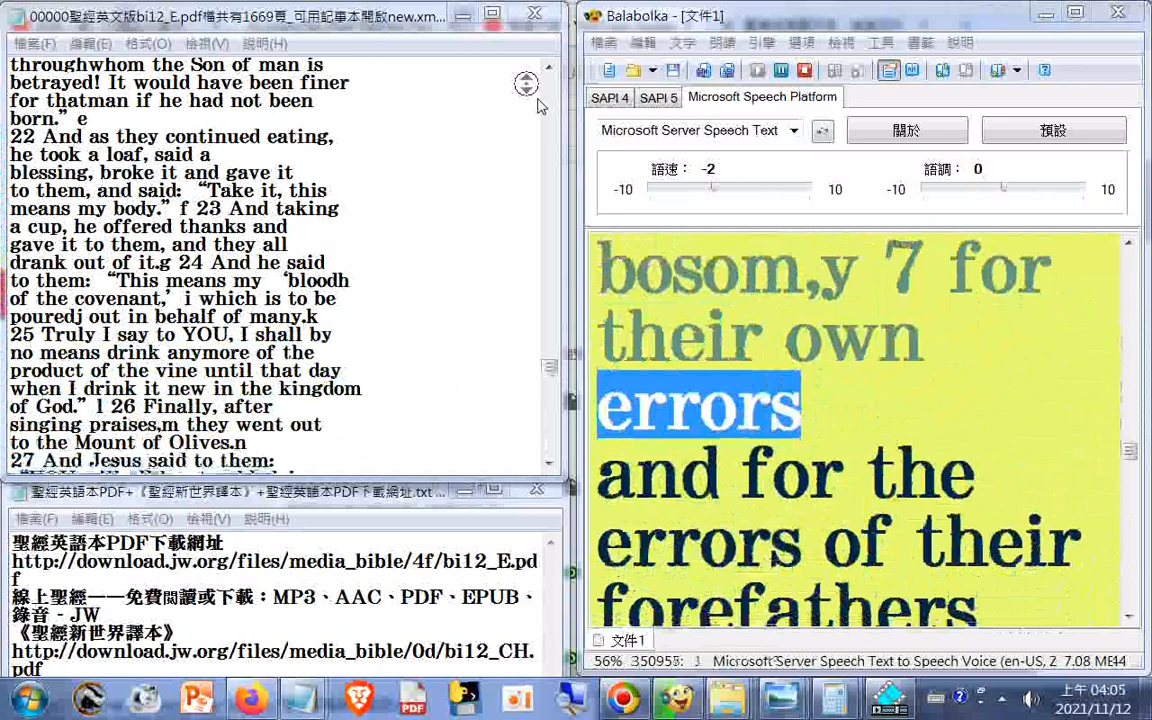 00000聖經英文版bi12_E.pdf檔共有1669頁_可用記事本開啟new.xm...
檔案(F) 編輯(E) 格式(O) 檢視(V) 說明(H)
throughwhom the Son of man is
betrayed! It would have been finer
for thatman if he had not been
born.” e
22 And as they continued eating,
he took a loaf, said a
blessing, broke it and gave it
to them, and said: “Take it, this
means my body.” f 23 And taking
a cup, he offered thanks and
gave it to them, and they all
drank out of it.g 24 And he said
to them: “This means my ‘bloodh
of the covenant,’ i which is to be
pouredj out in behalf of many.k
25 Truly I say to YOU, I shall by
no means drink anymore of the
product of the vine until that day
when I drink it new in the kingdom
of God.” l 26 Finally, after
singing praises,m they went out
to the Mount of Olives.n
27 And Jesus said to them:
聖經英語本PDF+《聖經新世界譯本》+聖經英語本PDF下載網址.txt ...
檔案(F) 編輯(E) 格式(O) 檢視(V) 說明(H)
聖經英語本PDF下載網址
http://download.jw.org/files/media_bible/4f/bi12_E.pd
f
線上聖經——免費閱讀或下載：MP3、AAC、PDF、EPUB、
錄音 - JW
《聖經新世界譯本》
http://download.jw.org/files/media_bible/0d/bi12_CH.
pdf
Balabolka - [文件1]
檔案 編輯 文字 朗讀 引擎 選項 檢視 工具 書籤 說明
SAPI 4 SAPI 5 Microsoft Speech Platform
Microsoft Server Speech Text 關於 預設
語速： -2 語調： 0
-10 10 -10 10
bosom,y 7 for
their own
errors
and for the
errors of their
forefathers
文件1
56% 350955: 1 Microsoft Server Speech Text to Speech Voice (en-US, Z 7.08 ME44
上午 04:05
2021/11/12